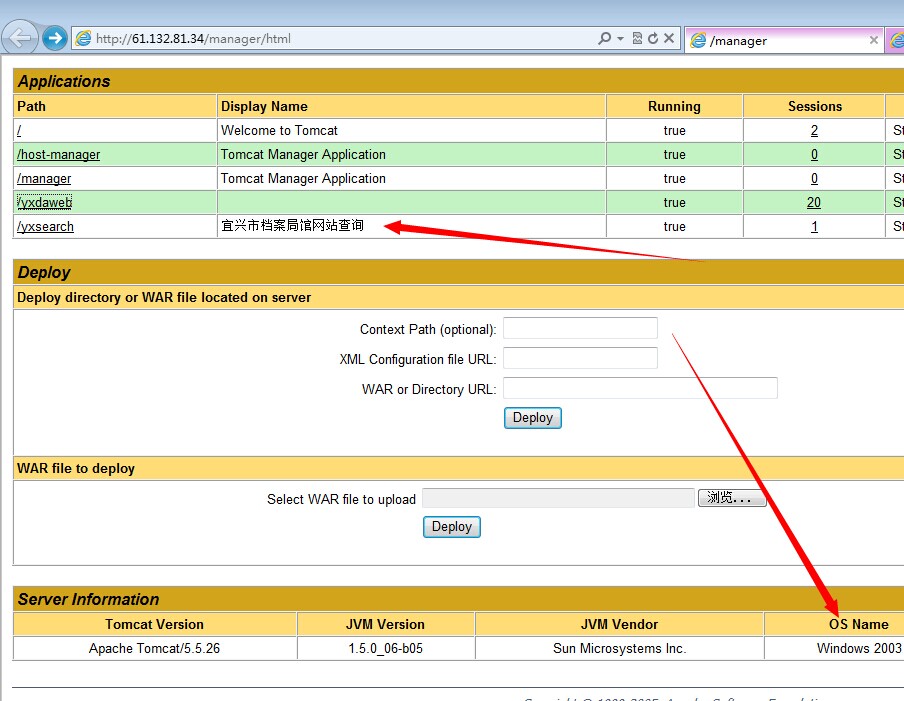 http://61.132.81.34/manager/html
/manager
Applications
Path Display Name Running Sessions
/ Welcome to Tomcat true 2 St
/host-manager Tomcat Manager Application true 0 St
/manager Tomcat Manager Application true 0 St
/yxdaweb true 20 St
/yxsearch 宜兴市档案局馆网站查询 true 1 St
Deploy
Deploy directory or WAR file located on server
Context Path (optional):
XML Configuration file URL:
WAR or Directory URL:
Deploy
WAR file to deploy
Select WAR file to upload 浏览...
Deploy
Server Information
Tomcat Version JVM Version JVM Vendor OS Name
Apache Tomcat/5.5.26 1.5.0_06-b05 Sun Microsystems Inc. Windows 2003